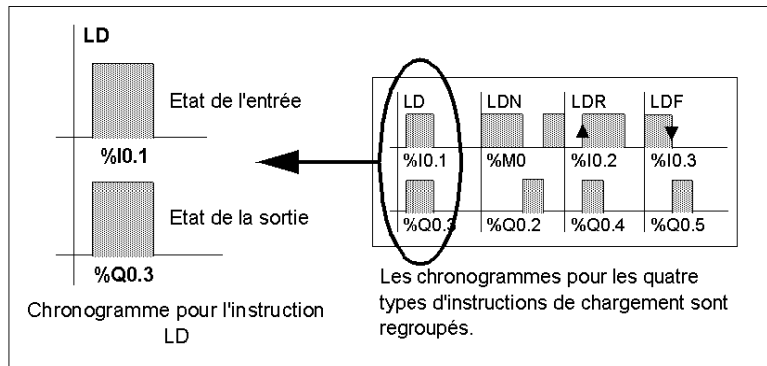 LD
Etat de l'entrée
%I0.1
Etat de la sortie
%Q0.3
Chronogramme pour l'instruction
LD
LD LDN LDR LDF
%I0.1 %M0 %I0.2 %I0.3
%Q0.3 %Q0.2 %Q0.4 %Q0.5
Les chronogrammes pour les quatre
types d'instructions de chargement sont
regroupés.